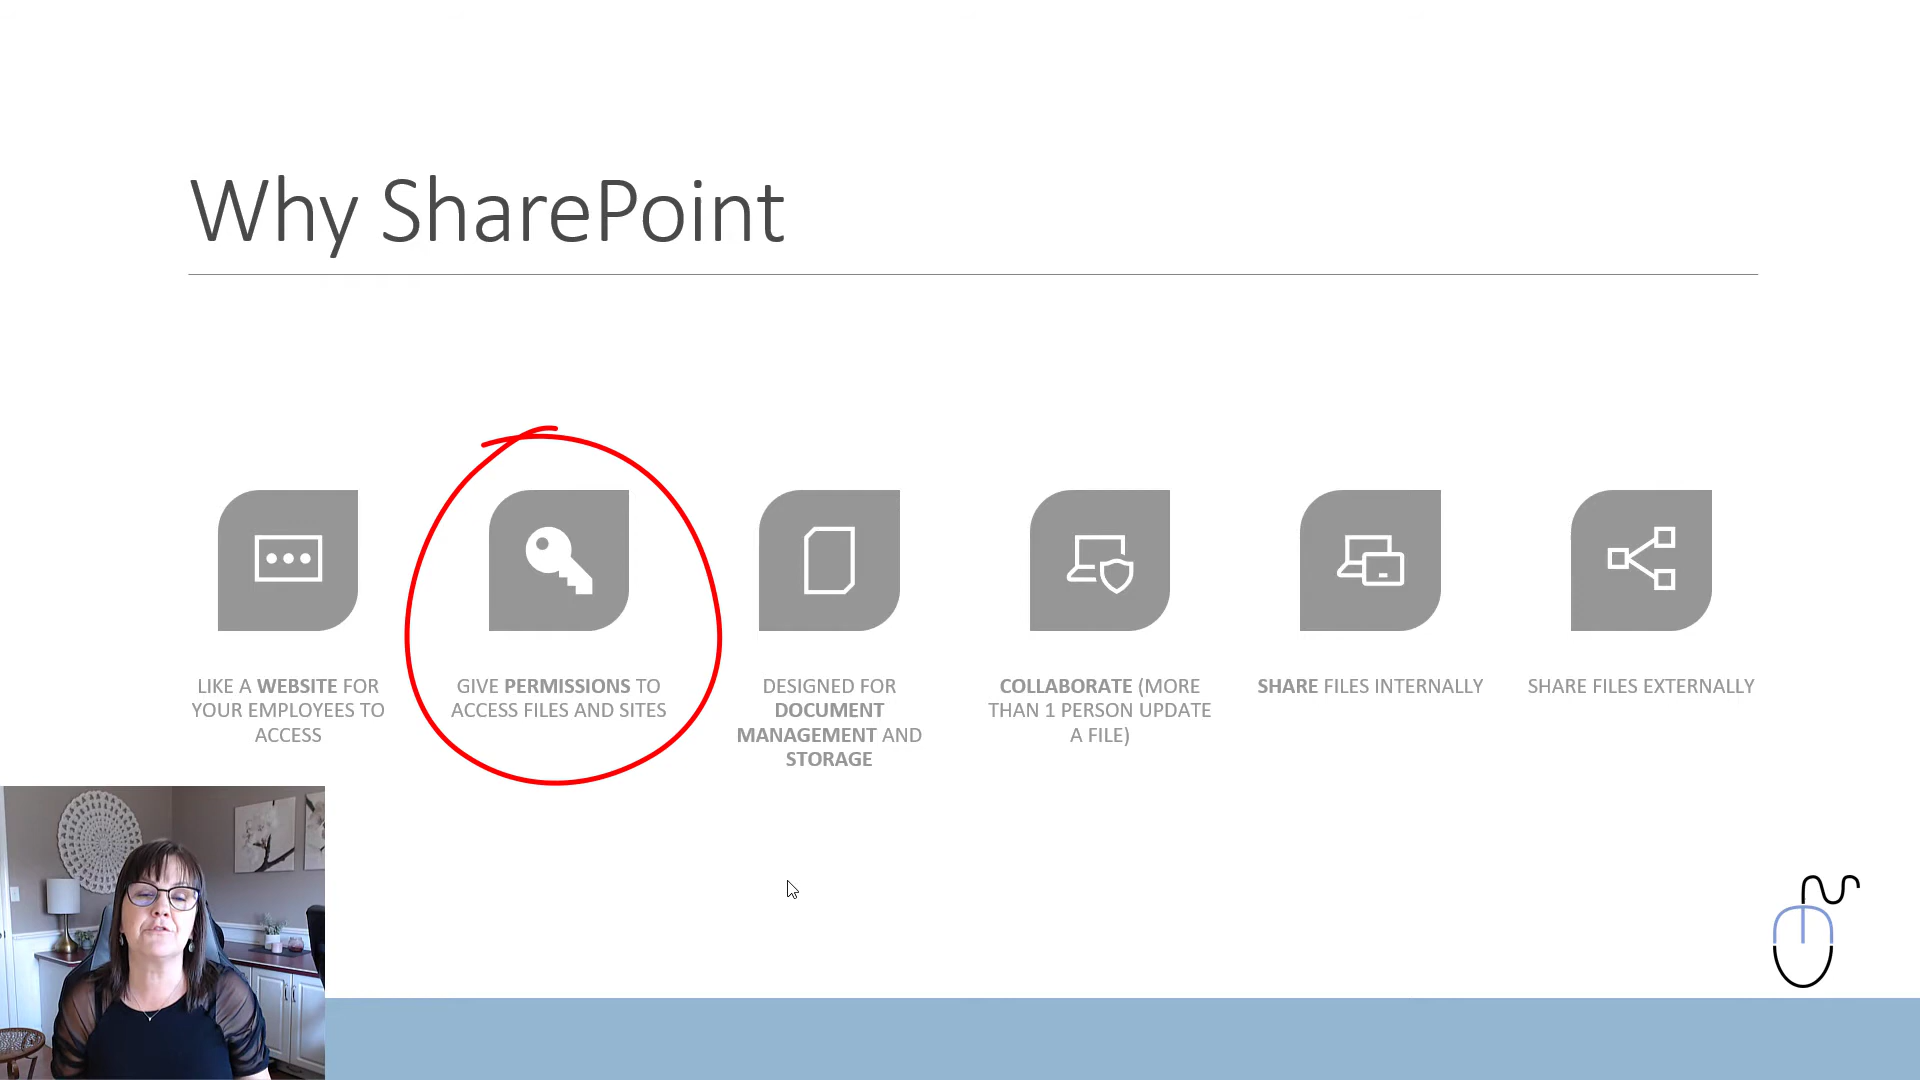 Why SharePoint
LIKE A WEBSITE FOR
YOUR EMPLOYEES TO
ACCESS
GIVE PERMISSIONS TO
ACCESS FILES AND SITES
DESIGNED FOR
DOCUMENT
MANAGEMENT AND
STORAGE
COLLABORATE (MORE
THAN 1 PERSON UPDATE
A FILE)
SHARE FILES INTERNALLY
SHARE FILES EXTERNALLY